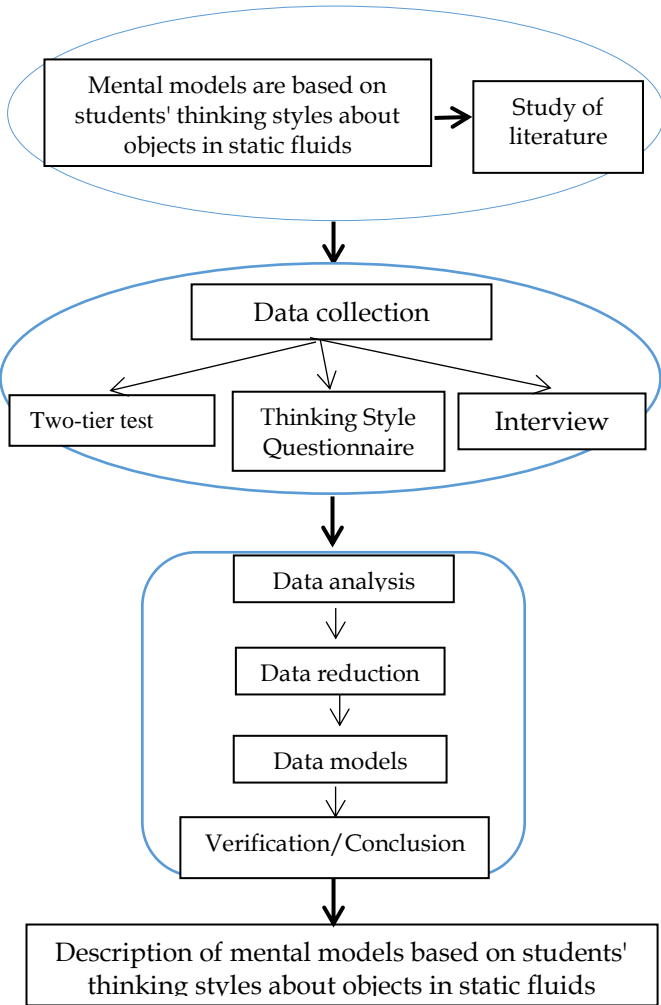 Mental models are based on
students' thinking styles about
objects in static fluids
Study of
literature
Data collection
Two-tier test
Thinking Style
Questionnaire
Interview
Data analysis
Data reduction
Data models
Verification/Conclusion
Description of mental models based on students'
thinking styles about objects in static fluids